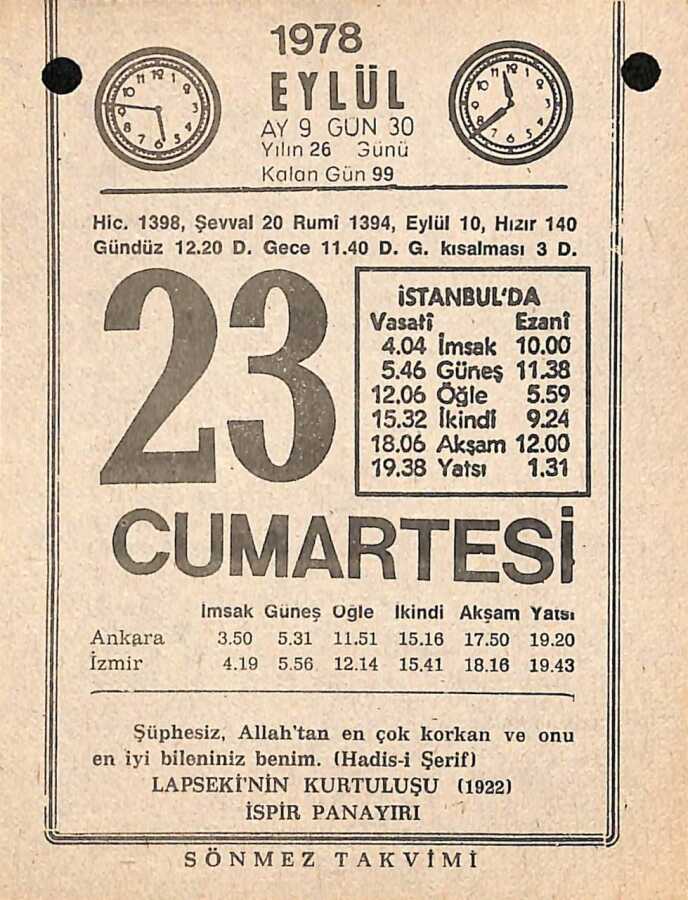 1978
EYLÜL
AY 9 GÜN 30
Yılın 26 Günü
Kalan Gün 99
Hic. 1398, Şevval 20 Rumî 1394, Eylül 10, Hızır 140
Gündüz 12.20 D. Gece 11.40 D. G. kısalması 3 D.
23
İSTANBUL'DA
Vasatî Ezanî
4.04 İmsak 10.00
5.46 Güneş 11.38
12.06 Öğle 5.59
15.32 İkindi 9.24
18.06 Akşam 12.00
19.38 Yatsı 1.31
CUMARTESİ
İmsak Güneş Öğle İkindi Akşam Yatsı
Ankara 3.50 5.31 11.51 15.16 17.50 19.20
İzmir 4.19 5.56 12.14 15.41 18.16 19.43
Şüphesiz, Allah'tan en çok korkan ve onu
en iyi bileniniz benim. (Hadis-i Şerif)
LAPSEKİ'NİN KURTULUŞU (1922)
İSPİR PANAYIRI
SÖNMEZ TAKVİMİ